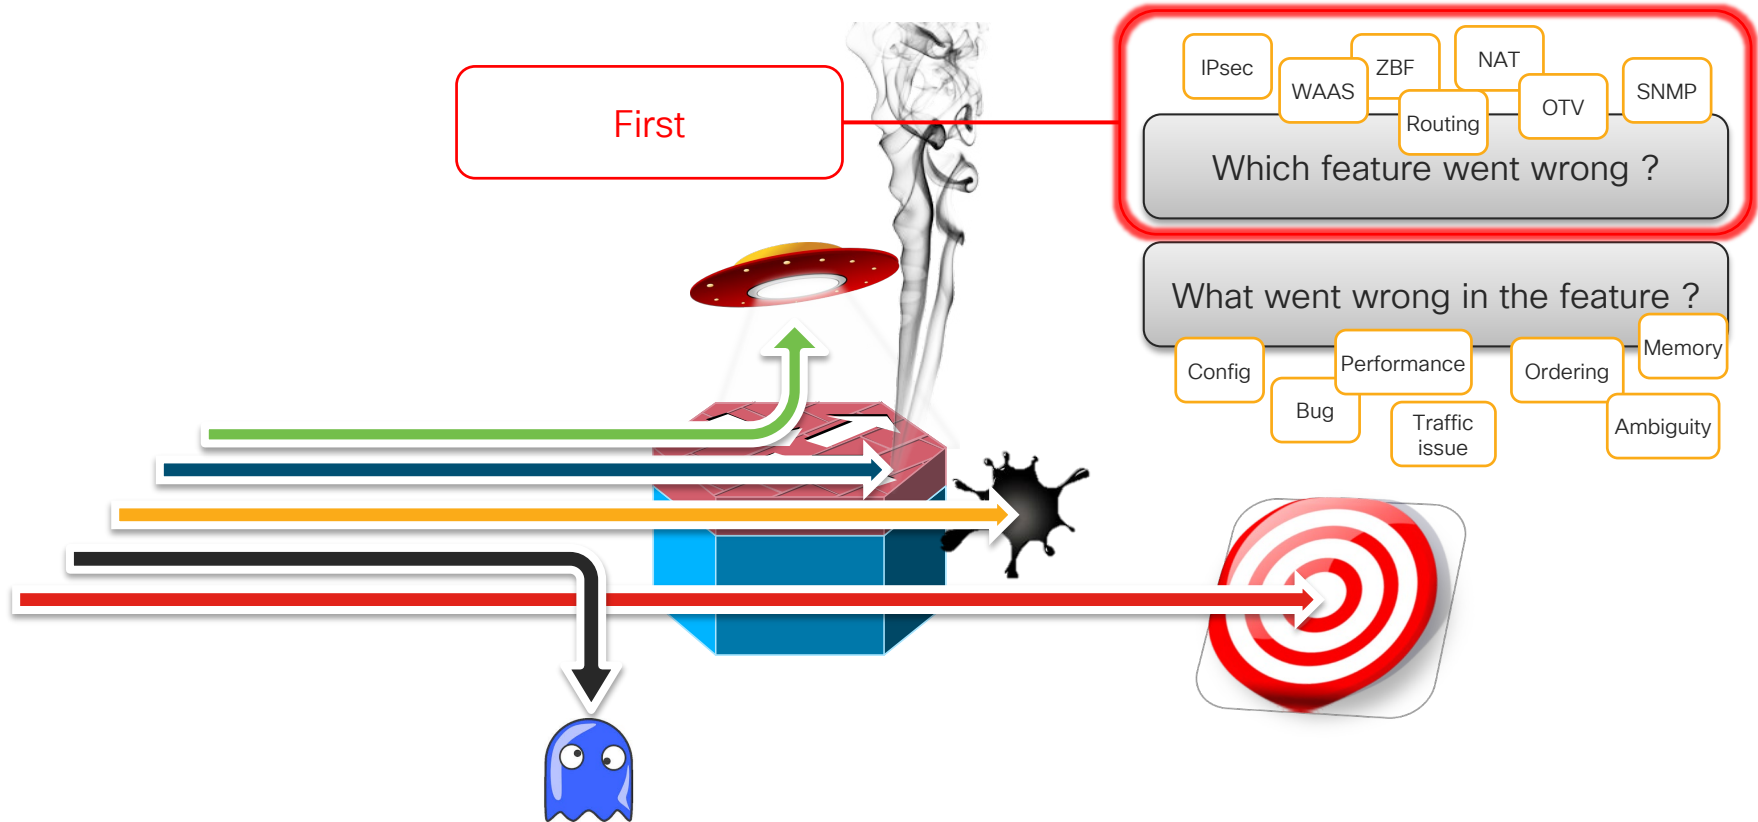 First
IPsec
WAAS
ZBF
Routing
NAT
OTV
SNMP
Which feature went wrong ?
What went wrong in the feature ?
Config
Bug
Performance
Traffic
issue
Ordering
Memory
Ambiguity